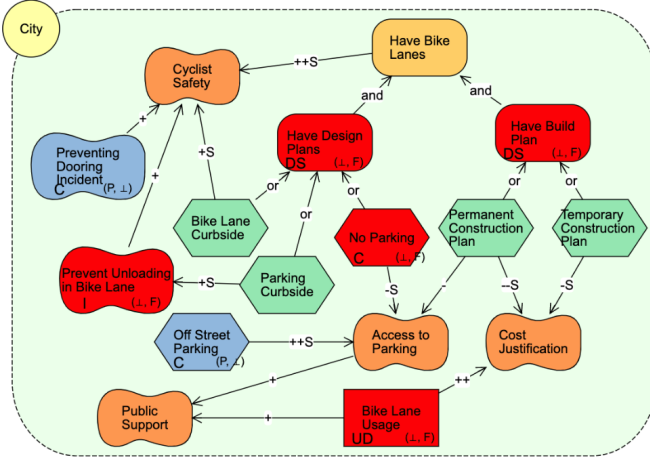 City
Have Bike
Lanes
++S
Cyclist
Safety
and
and
Have Design
Plans
DS (⊥, F)
Have Build
Plan
DS (⊥, F)
+
+S
Preventing
Dooring
Incident
C (P, ⊥)
+
or
or
or
or
or
Bike Lane
Curbside
No Parking
C (⊥, F)
Permanent
Construction
Plan
Temporary
Construction
Plan
Prevent Unloading
in Bike Lane
I (⊥, F)
+S
Parking
Curbside
-S
-
--S
-S
Off Street
Parking
C (P, ⊥)
++S
Access to
Parking
Cost
Justification
+
++
Public
Support
+
Bike Lane
Usage
UD (⊥, F)